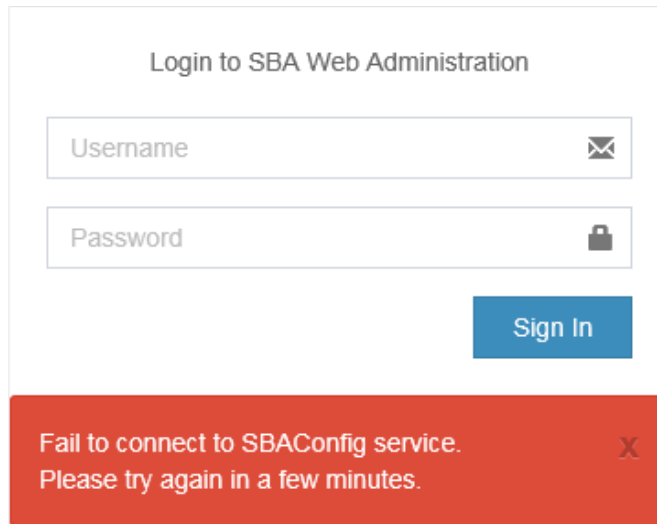 Login to SBA Web Administration
Username
Password
Sign In
Fail to connect to SBAConfig service.
x
Please try again in a few minutes.